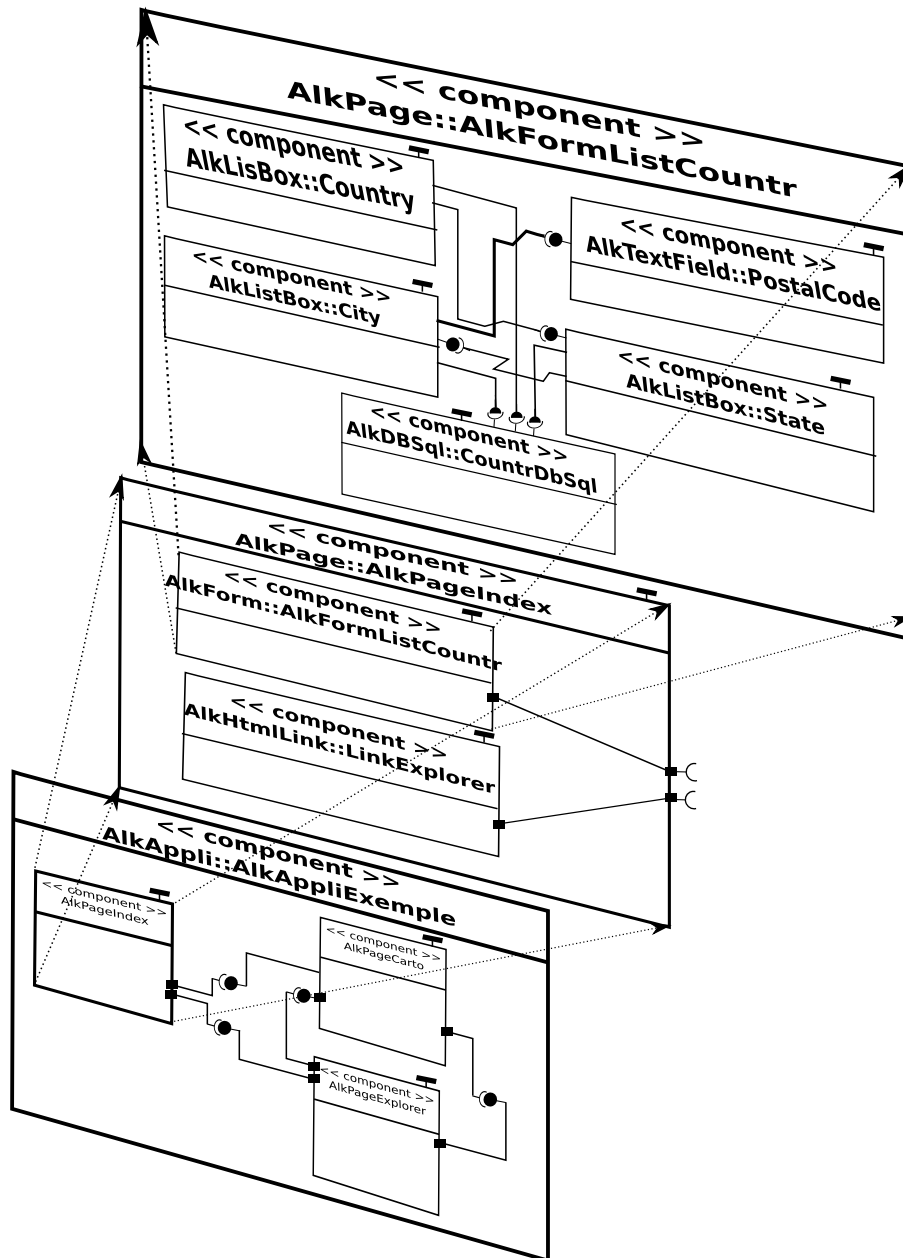 << component >>
AlkPage::AlkFormListCountr
<< component >>
AlkLisBox::Country
<< component >>
AlkTextField::PostalCode
<< component >>
AlkListBox::City
<< component >>
AlkListBox::State
<< component >>
AlkDBSql::CountrDbSql
<< component >>
AlkPage::AlkPageIndex
<< component >>
AlkForm::AlkFormListCountr
<< component >>
AlkHtmlLink::LinkExplorer
<< component >>
AlkAppli::AlkAppliExemple
<< component >>
AlkPageIndex
<< component >>
AlkPageCarto
<< component >>
AlkPageExplorer